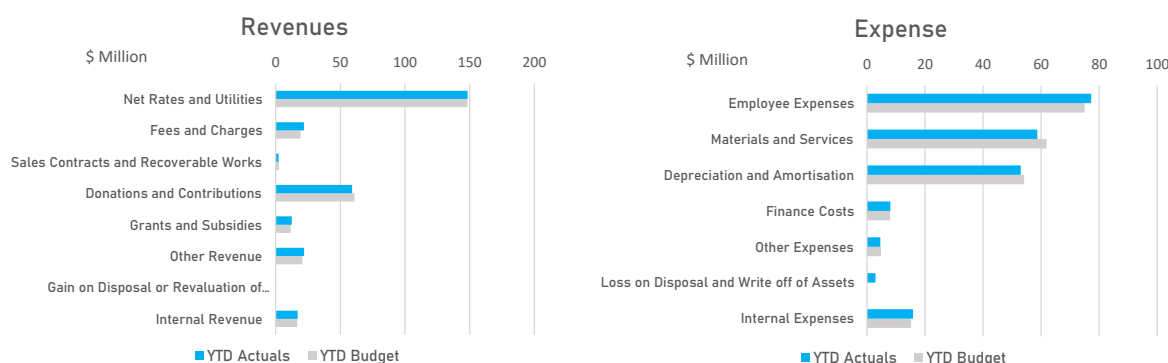 Revenues
$ Million
0 50 100 150 200
Net Rates and Utilities
Fees and Charges
Sales Contracts and Recoverable Works
Donations and Contributions
Grants and Subsidies
Other Revenue
Gain on Disposal or Revaluation of…
Internal Revenue
YTD Actuals YTD Budget
Expense
$ Million
0 20 40 60 80 100
Employee Expenses
Materials and Services
Depreciation and Amortisation
Finance Costs
Other Expenses
Loss on Disposal and Write off of Assets
Internal Expenses
YTD Actuals YTD Budget